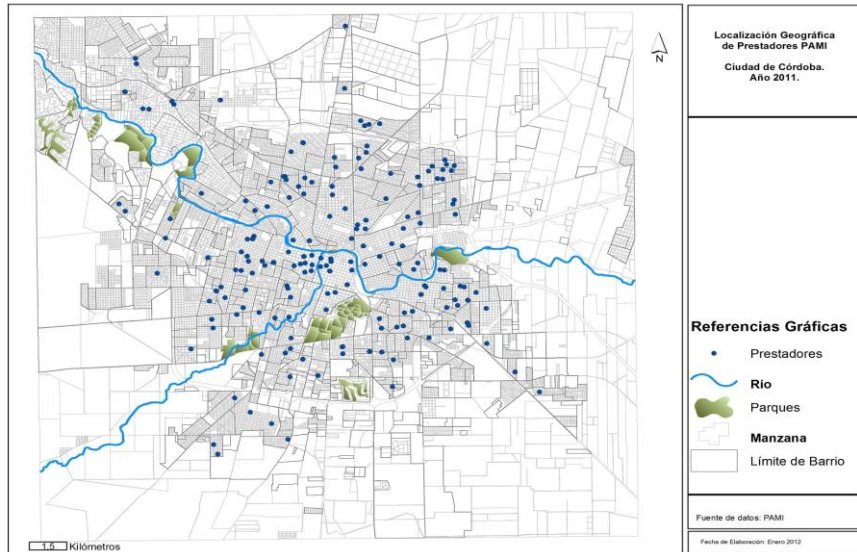 N
Localización Geográfica
de Prestadores PAMI
Ciudad de Córdoba.
Año 2011.
Referencias Gráficas
Prestadores
Río
Parques
Manzana
Límite de Barrio
Fuente de datos: PAMI
Fecha de Elaboración: Enero 2012
1.5 Kilómetros